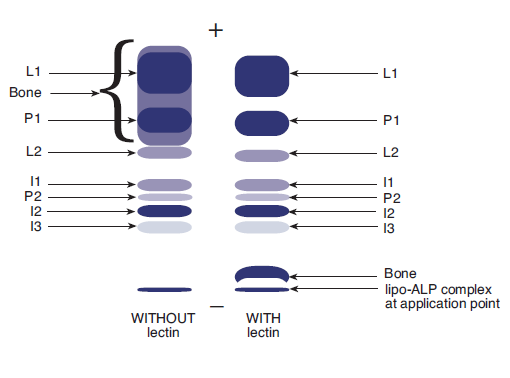 +
L1
Bone
P1
L2
I1
P2
I2
I3
L1
P1
L2
I1
P2
I2
I3
Bone
lipo-ALP complex
at application point
WITHOUT
lectin
–
WITH
lectin